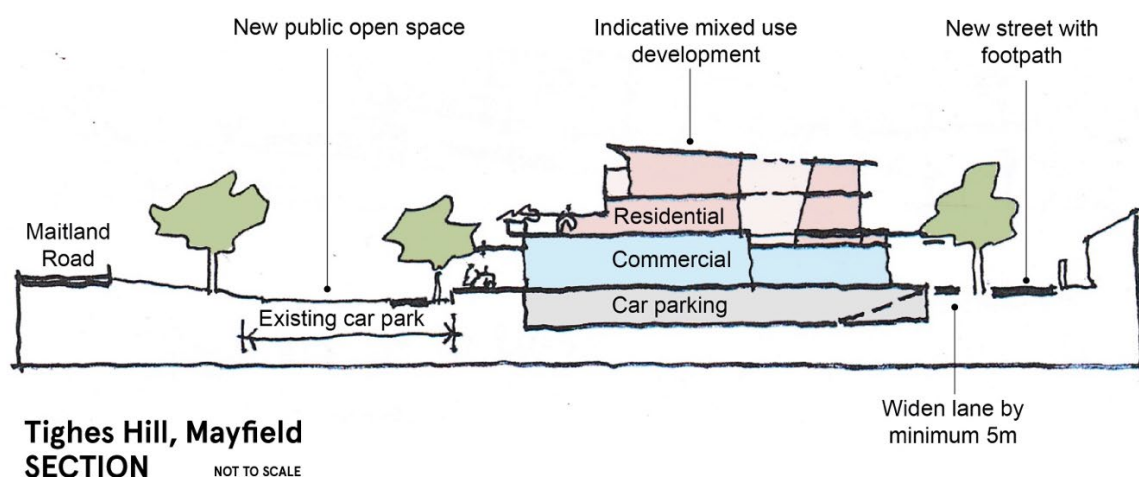 New public open space
Indicative mixed use
development
New street with
footpath
Maitland
Road
Residential
Commercial
Car parking
Existing car park
Widen lane by
minimum 5m
Tighes Hill, Mayfield
SECTION
NOT TO SCALE